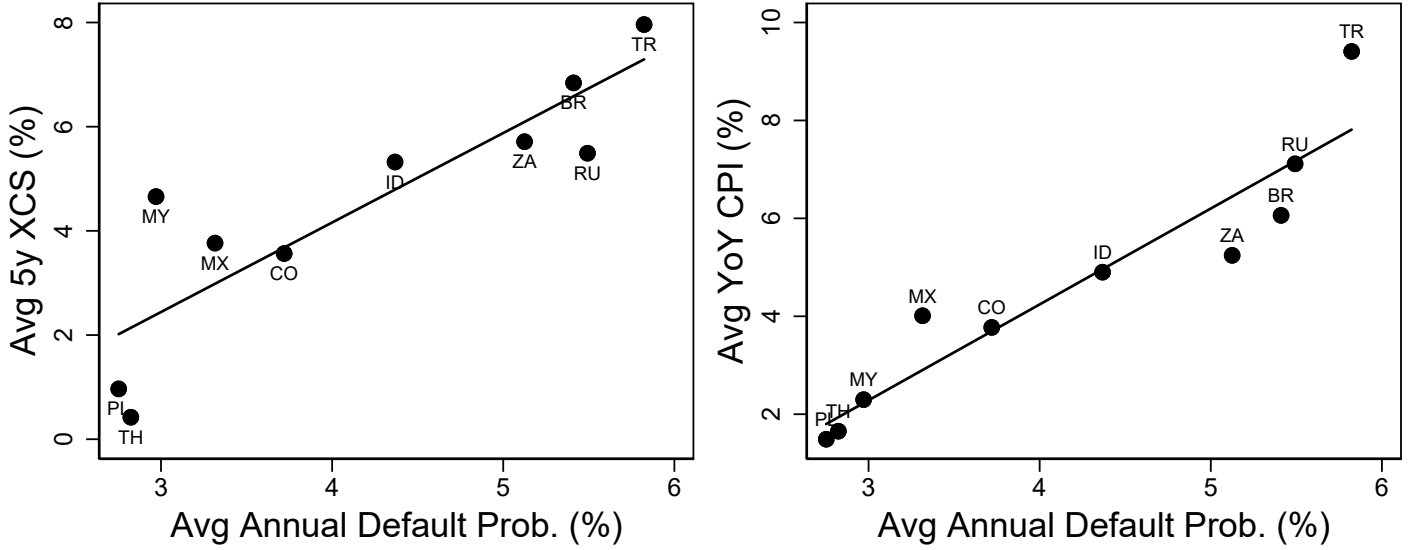 Avg 5y XCS (%)
8
6
4
2
0
TR
BR
ZA
RU
ID
MY
MX
CO
PL
TH
3
4
5
6
Avg Annual Default Prob. (%)
Avg YoY CPI (%)
10
8
6
4
2
TR
RU
BR
ZA
ID
MX
CO
MY
TH
PL
3
4
5
6
Avg Annual Default Prob. (%)